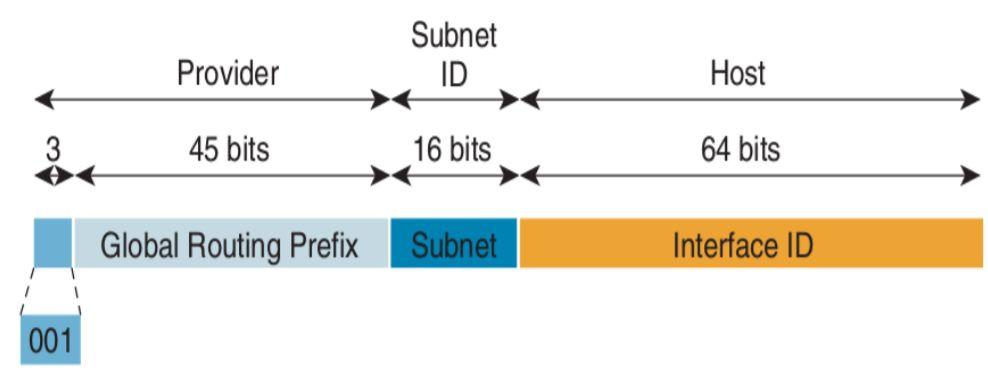 Subnet
ID
Provider
Host
3
45 bits
16 bits
64 bits
Global Routing Prefix
Subnet
Interface ID
001